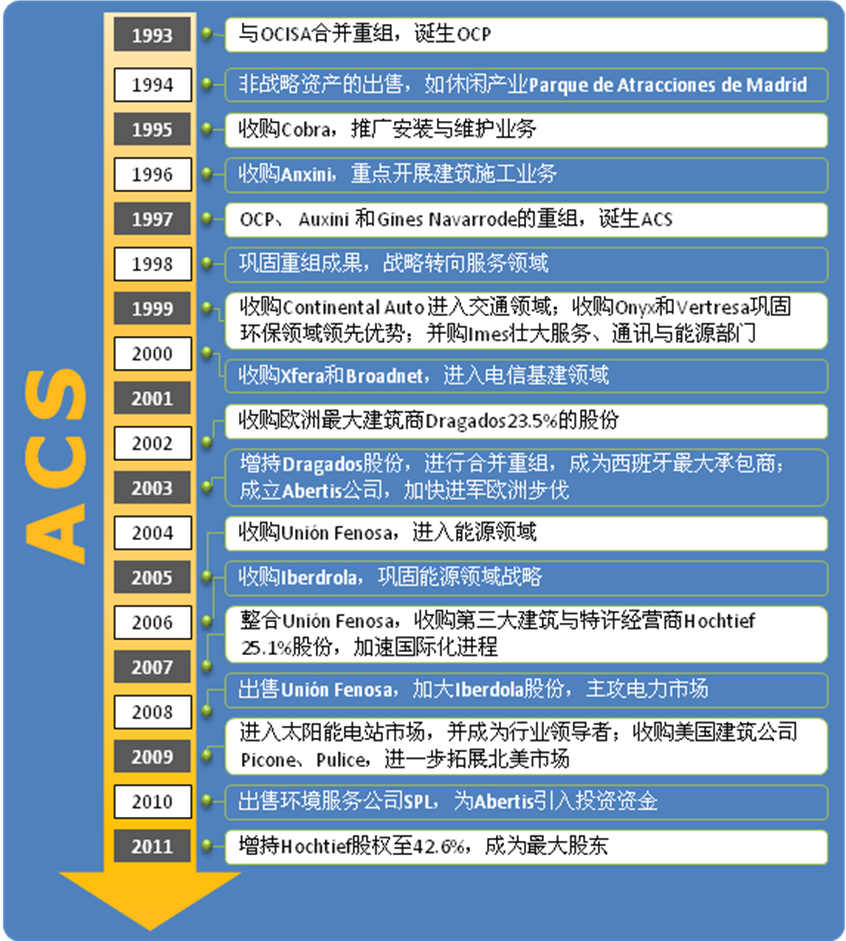 ACS
1993
与OCISA合并重组，诞生OCP
1994
非战略资产的出售，如休闲产业Parque de Atracciones de Madrid
1995
收购Cobra，推广安装与维护业务
1996
收购Anxini，重点开展建筑施工业务
1997
OCP、 Auxini 和Gines Navarrode的重组，诞生ACS
1998
巩固重组成果，战略转向服务领域
1999
收购Continental Auto 进入交通领域；收购Onyx和Vertresa巩固
环保领域领先优势；并购Imes壮大服务、通讯与能源部门
2000
收购Xfera和Broadnet，进入电信基建领域
2001
2002
收购欧洲最大建筑商Dragados23.5%的股份
2003
增持Dragados股份，进行合并重组，成为西班牙最大承包商；
成立Abertis公司，加快进军欧洲步伐
2004
2005
收购Unión Fenosa，进入能源领域
2006
收购Iberdrola，巩固能源领域战略
2007
整合Unión Fenosa，收购第三大建筑与特许经营商Hochtief
25.1%股份，加速国际化进程
2008
出售Unión Fenosa，加大Iberdola股份，主攻电力市场
2009
进入太阳能电站市场，并成为行业领导者；收购美国建筑公司
Picone、Pulice，进一步拓展北美市场
2010
出售环境服务公司SPL，为Abertis引入投资资金
2011
增持Hochtief股权至42.6%，成为最大股东